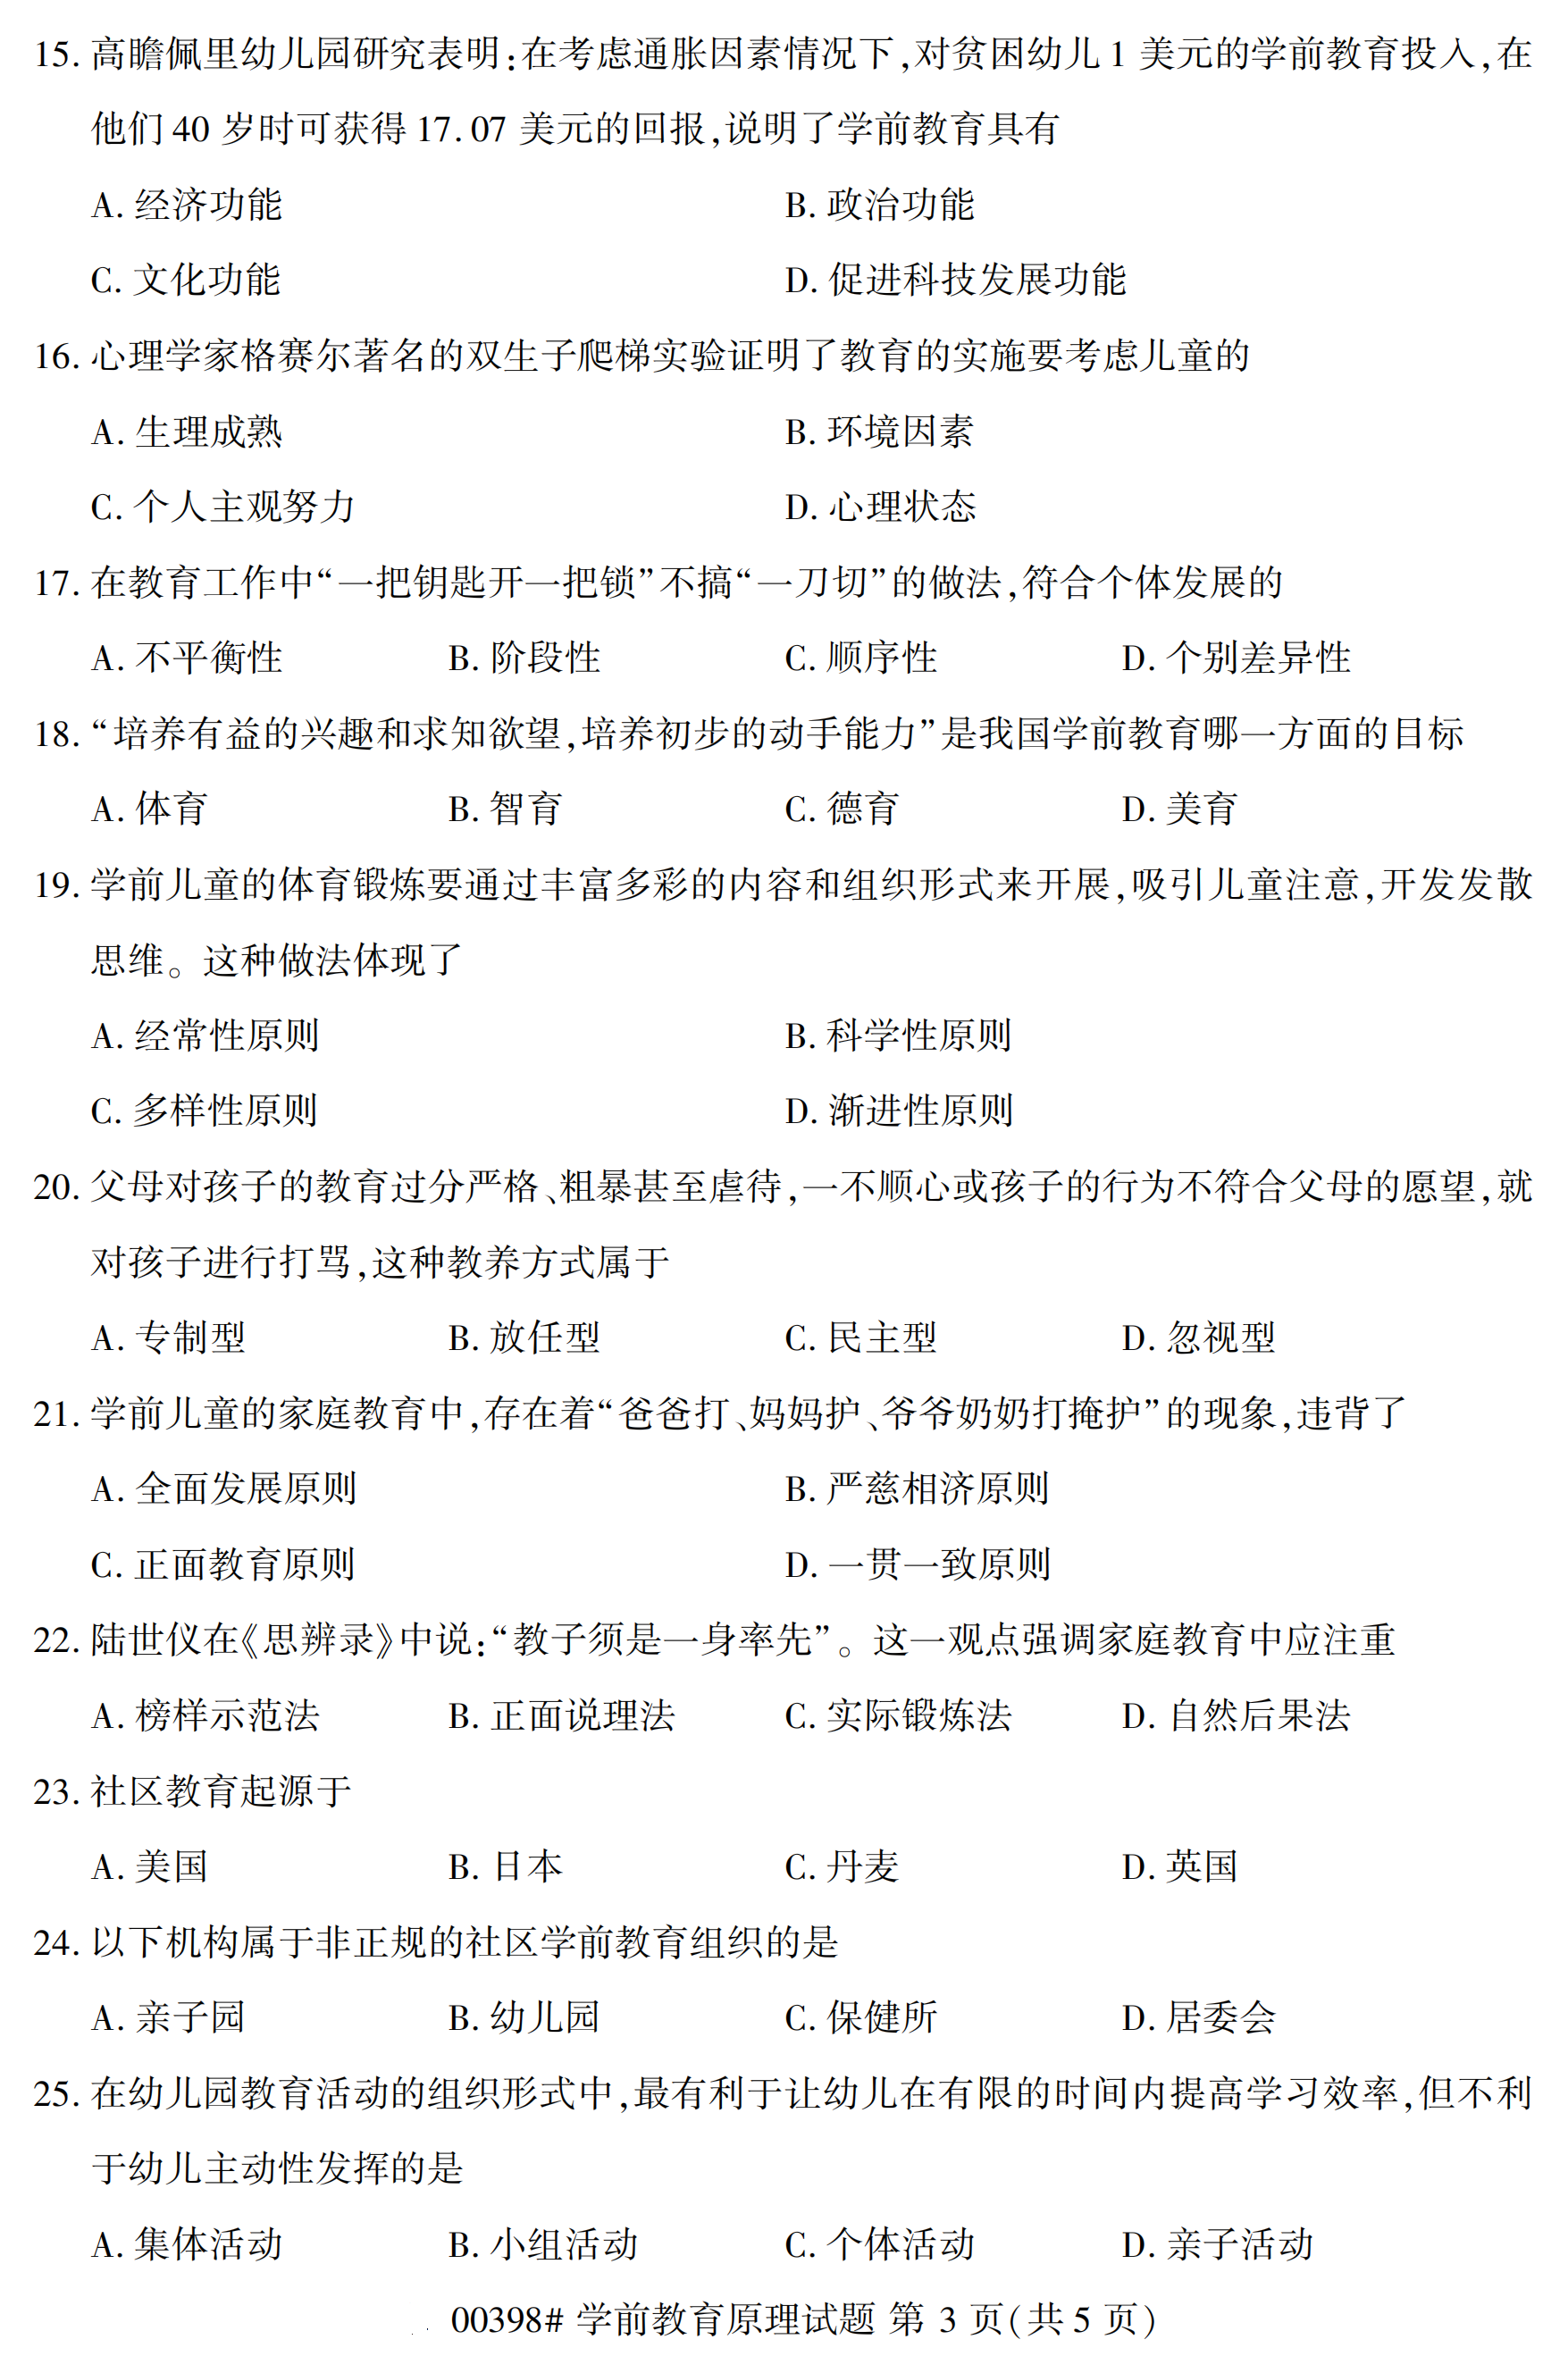 15. 高瞻佩里幼儿园研究表明:在考虑通胀因素情况下,对贫困幼儿1 美元的学前教育投入,在
他们40 岁时可获得17.07 美元的回报,说明了学前教育具有
A. 经济功能 B. 政治功能
C. 文化功能 D. 促进科技发展功能
16. 心理学家格赛尔著名的双生子爬梯实验证明了教育的实施要考虑儿童的
A. 生理成熟 B. 环境因素
C. 个人主观努力 D. 心理状态
17. 在教育工作中“一把钥匙开一把锁”不搞“一刀切”的做法,符合个体发展的
A. 不平衡性 B. 阶段性 C. 顺序性 D. 个别差异性
18. “培养有益的兴趣和求知欲望,培养初步的动手能力”是我国学前教育哪一方面的目标
A. 体育 B. 智育 C. 德育 D. 美育
19. 学前儿童的体育锻炼要通过丰富多彩的内容和组织形式来开展,吸引儿童注意,开发发散
思维。这种做法体现了
A. 经常性原则 B. 科学性原则
C. 多样性原则 D. 渐进性原则
20. 父母对孩子的教育过分严格、粗暴甚至虐待,一不顺心或孩子的行为不符合父母的愿望,就
对孩子进行打骂,这种教养方式属于
A. 专制型 B. 放任型 C. 民主型 D. 忽视型
21. 学前儿童的家庭教育中,存在着“爸爸打、妈妈护、爷爷奶奶打掩护”的现象,违背了
A. 全面发展原则 B. 严慈相济原则
C. 正面教育原则 D. 一贯一致原则
22. 陆世仪在《思辨录》中说:“教子须是一身率先”。这一观点强调家庭教育中应注重
A. 榜样示范法 B. 正面说理法 C. 实际锻炼法 D. 自然后果法
23. 社区教育起源于
A. 美国 B. 日本 C. 丹麦 D. 英国
24. 以下机构属于非正规的社区学前教育组织的是
A. 亲子园 B. 幼儿园 C. 保健所 D. 居委会
25. 在幼儿园教育活动的组织形式中,最有利于让幼儿在有限的时间内提高学习效率,但不利
于幼儿主动性发挥的是
A. 集体活动 B. 小组活动 C. 个体活动 D. 亲子活动
00398# 学前教育原理试题 第 3 页(共5 页)